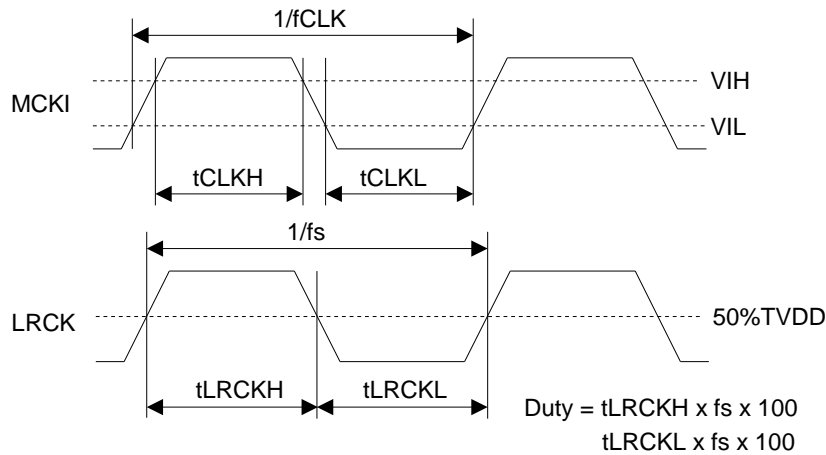 1/fCLK
MCKI
VIH
VIL
tCLKH
tCLKL
1/fs
LRCK
50%TVDD
tLRCKH
tLRCKL
Duty = tLRCKH x fs x 100
tLRCKL x fs x 100